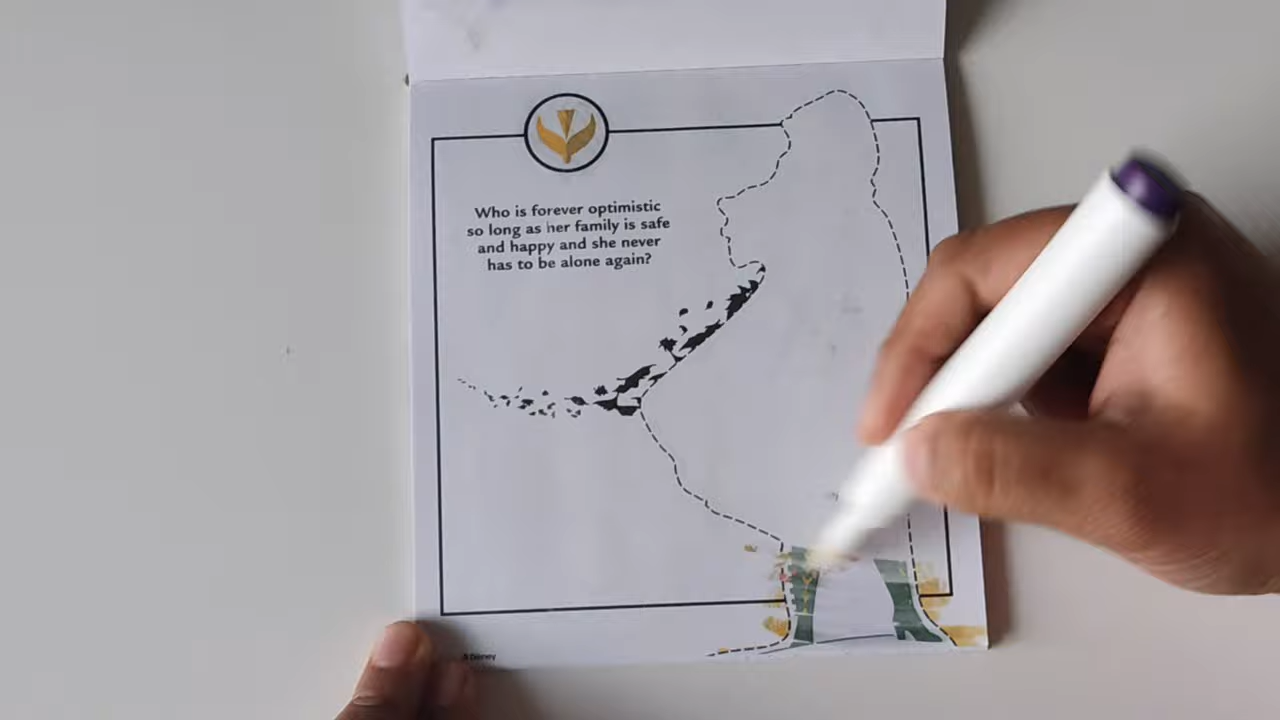 Who is forever optimistic
so long as her family is safe
and happy and she never
has to be alone again?
©Disney